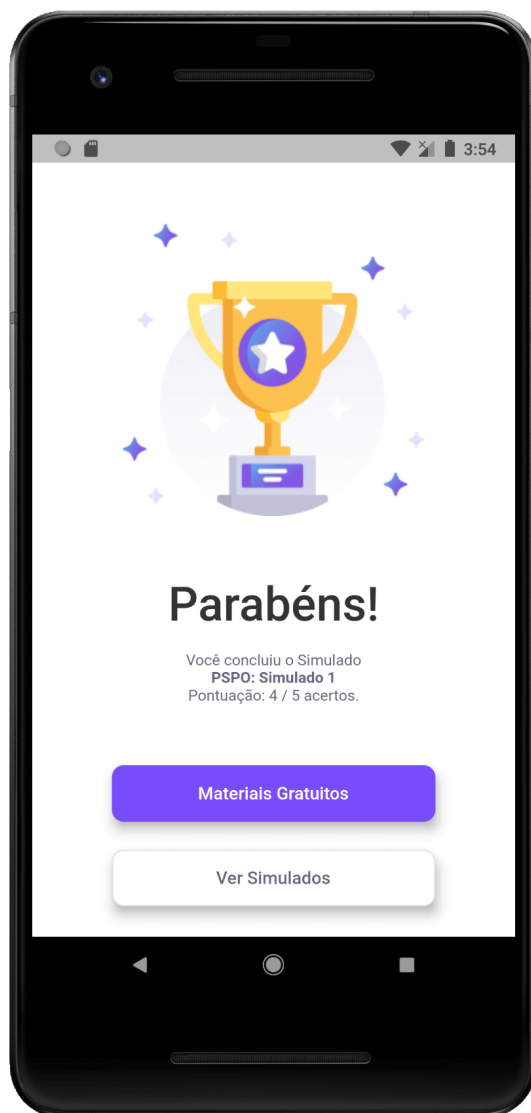 3:54
Parabéns!
Você concluiu o Simulado
PSPO: Simulado 1
Pontuação: 4 / 5 acertos.
Materiais Gratuitos
Ver Simulados